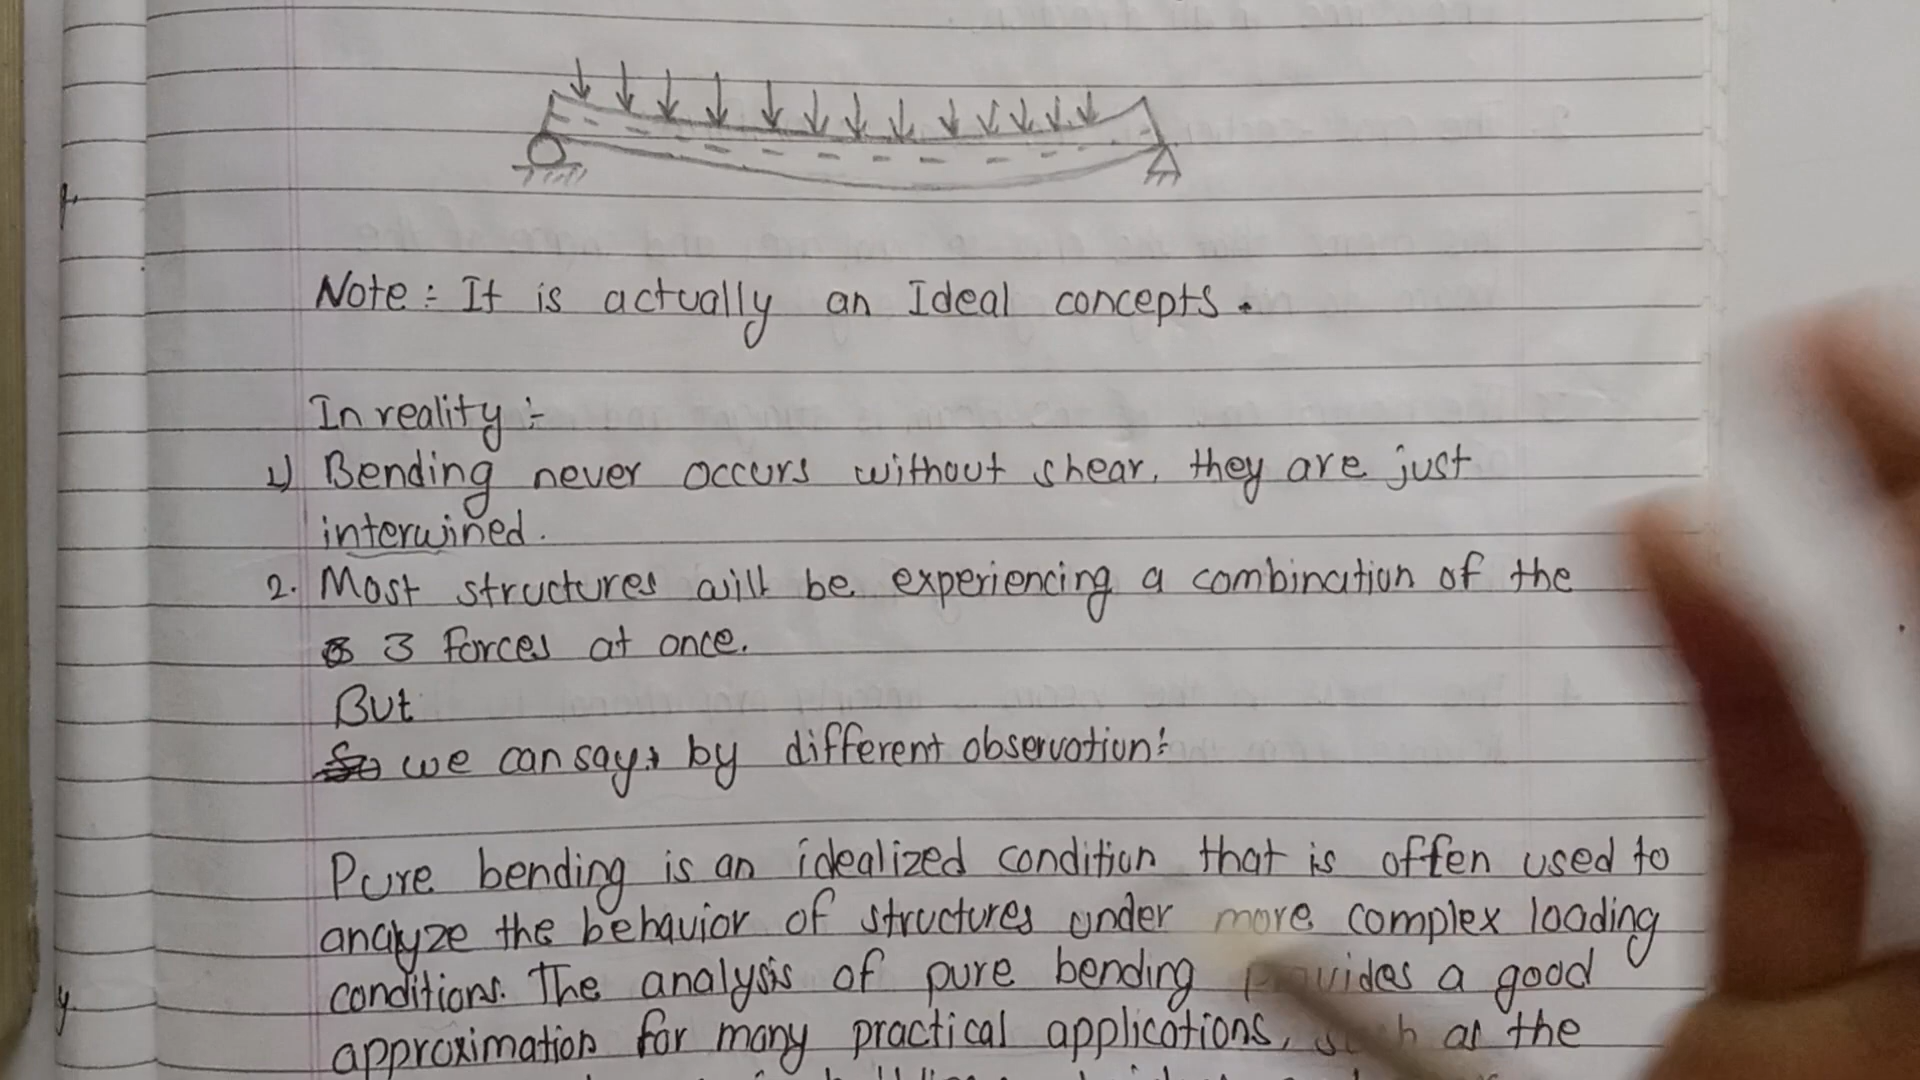 Note : It is actually an Ideal concepts.
In reality :-
1) Bending never occurs without shear, they are just
interwined.
2. Most structures will be experiencing a combination of the
3 forces at once.
But
So we can say, by different observation:
Pure bending is an idealized condition that is often used to
analyze the behavior of structures under more complex loading
conditions. The analysis of pure bending provides a good
approximation for many practical applications, such as the